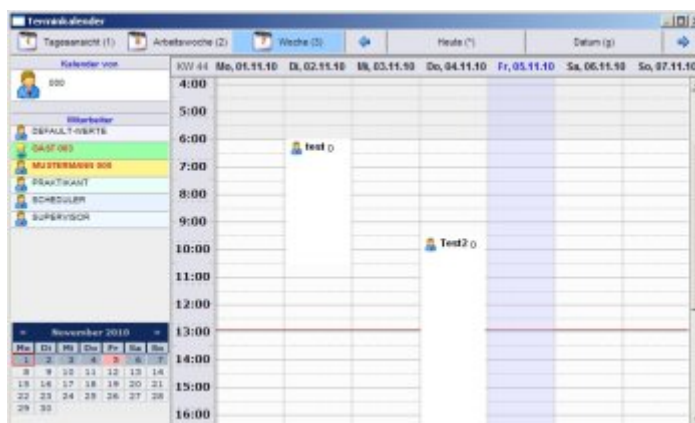 Terminkalender
Tagesansicht (1) Arbeitswoche (2) 7 Woche (3) Heute (*) Datum (g)
Kalender von
000
Mitarbeiter
DEFAULT-WERTE
GAST 003
MUSTERMANN 000
PRAKTIKANT
SCHEDULER
SUPERVISOR
KW 44 Mo, 01.11.10 Di, 02.11.10 Mi, 03.11.10 Do, 04.11.10 Fr, 05.11.10 Sa, 06.11.10 So, 07.11.10
4:00
5:00
6:00
test ()
7:00
8:00
9:00
Test2 ()
10:00
11:00
12:00
13:00
14:00
15:00
16:00
« November 2010 »
Mo Di Mi Do Fr Sa So
1 2 3 4 5 6 7
8 9 10 11 12 13 14
15 16 17 18 19 20 21
22 23 24 25 26 27 28
29 30